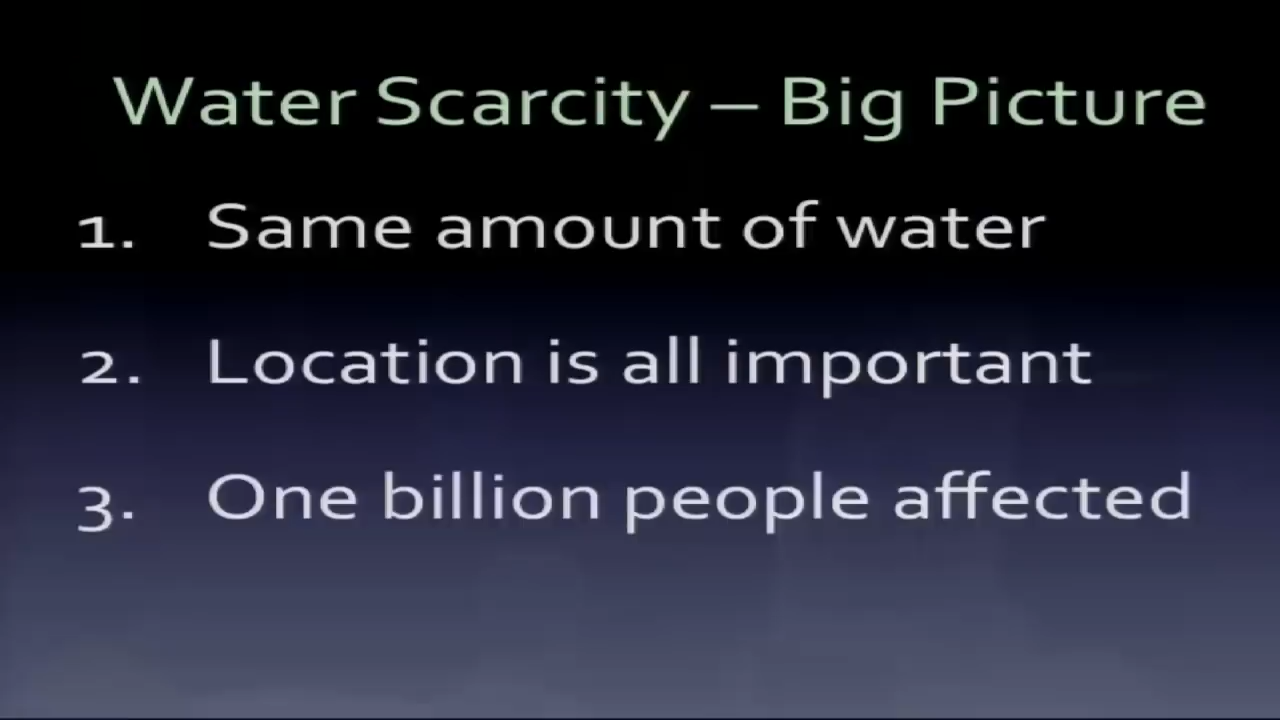 Water Scarcity – Big Picture
1. Same amount of water
2. Location is all important
3. One billion people affected